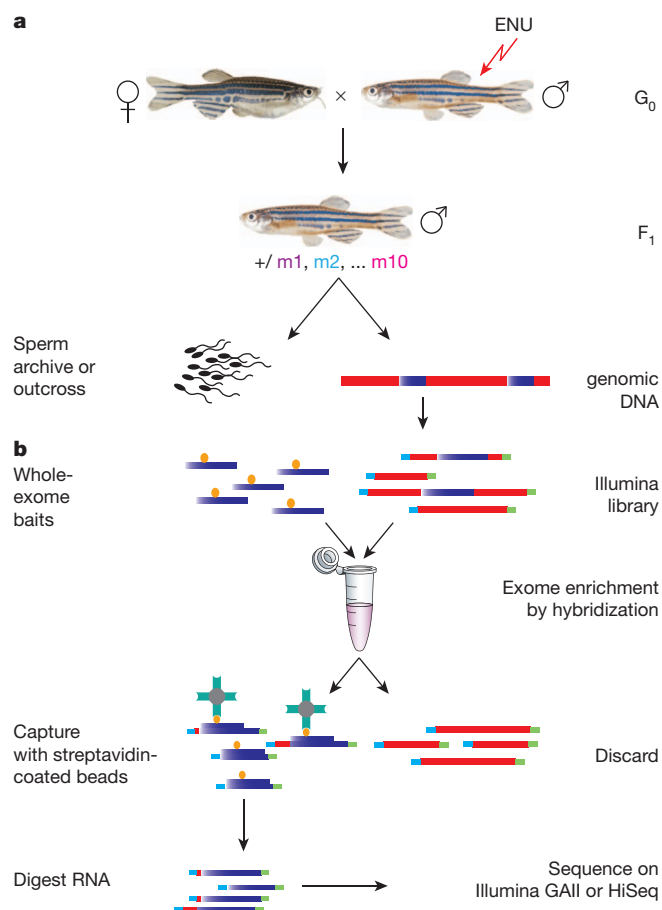 a
ENU
♀ × ♂
G0
♂
F1
+/ m1, m2, ... m10
Sperm
archive or
outcross
genomic
DNA
b
Whole-
exome
baits
Illumina
library
Exome enrichment
by hybridization
Capture
with streptavidin-
coated beads
Discard
Digest RNA
Sequence on
Illumina GAII or HiSeq